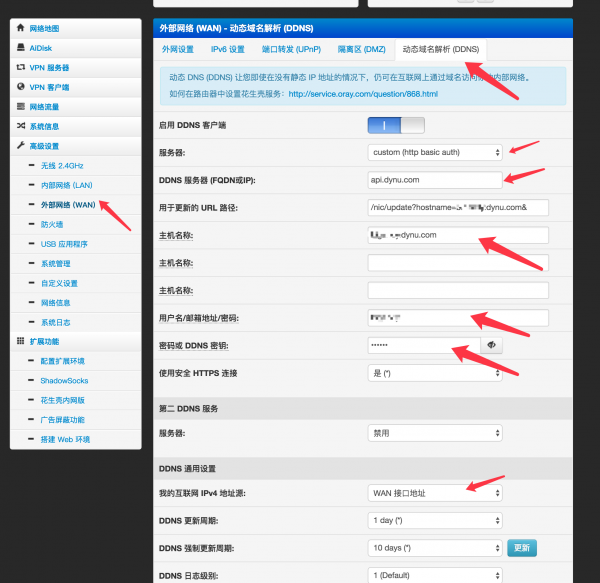 外部网络 (WAN) - 动态域名解析 (DDNS)
网络地图
AiDisk
VPN 服务器
VPN 客户端
网络流量
系统信息
高级设置
无线 2.4GHz
内部网络 (LAN)
外部网络 (WAN)
防火墙
USB 应用程序
系统管理
自定义设置
网络信息
系统日志
扩展功能
配置扩展环境
ShadowSocks
花生壳内网版
广告屏蔽功能
搭建 Web 环境
外网设置 IPv6 设置 端口转发 (UPnP) 隔离区 (DMZ) 动态域名解析 (DDNS)
动态 DNS (DDNS) 让您即使在没有静态 IP 地址的情况下，仍可在互联网上通过域名访问 内部网络。
如何在路由器中设置花生壳服务：http://service.oray.com/question/868.html
启用 DDNS 客户端
服务器: custom (http basic auth)
DDNS 服务器 (FQDN或IP): api.dynu.com
用于更新的 URL 路径: /nic/update?hostname= dynu.com&
主机名称: dynu.com
主机名称:
主机名称:
用户名/邮箱地址/密码:
密码或 DDNS 密钥: ••••••
使用安全 HTTPS 连接 是 (*)
第二 DDNS 服务
服务器: 禁用
DDNS 通用设置
我的互联网 IPv4 地址源: WAN 接口地址
DDNS 更新周期: 1 day (*)
DDNS 强制更新周期: 10 days (*) 更新
DDNS 日志级别: 1 (Default)